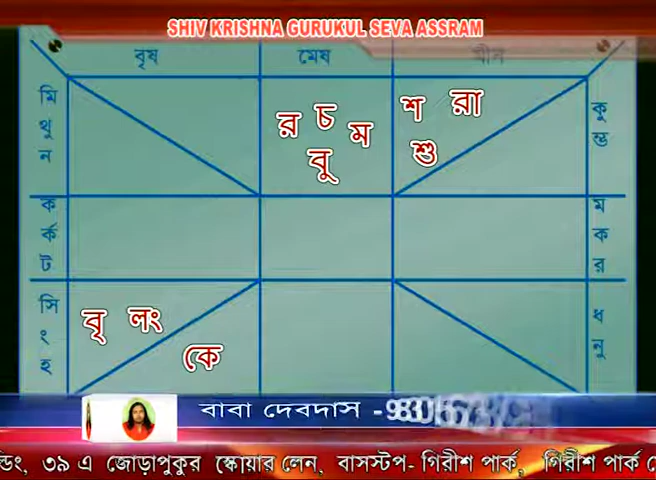 SHIV KRISHNA GURUKUL SEVA ASSRAM
বৃষ মেষ মীন
মিথুন
কুম্ভ
র চ ম
বু
শ রা
শু
কর্কট
মকর
সিংহ
ধনু
বৃ লং
কে
বাবা দেবদাস
৩৯ এ জোড়াপুকুর স্কোয়ার লেন, বাসস্টপ- গিরীশ পার্ক, গিরীশ পার্ক